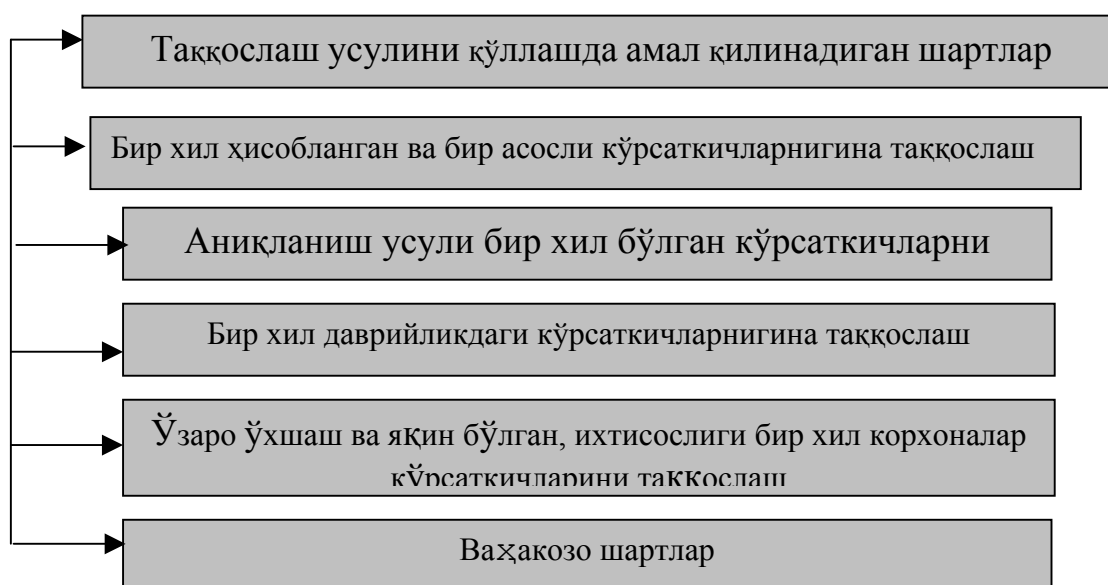 Таққослаш усулини қўллашда амал қилинадиган шартлар
Бир хил ҳисобланган ва бир асосли кўрсаткичларнигина таққослаш
Аниқланиш усули бир хил бўлган кўрсаткичларни
Бир хил даврийликдаги кўрсаткичларнигина таққослаш
Ўзаро ўхшаш ва яқин бўлган, ихтисослиги бир хил корхоналар
кўрсаткичларини таққослаш
Ваҳакозо шартлар